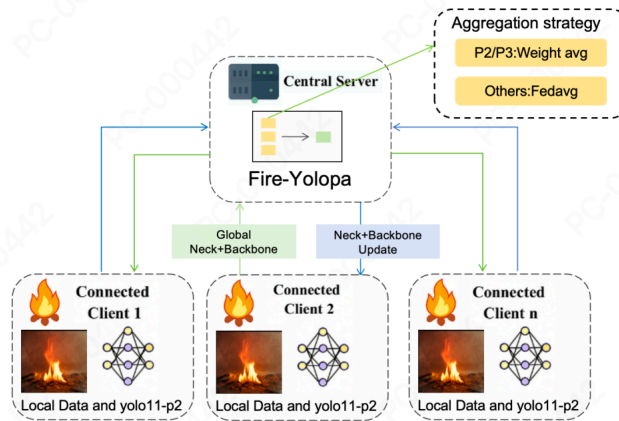 Aggregation strategy
P2/P3:Weight avg
Others:Fedavg
Central Server
Fire-Yolopa
Global
Neck+Backbone
Neck+Backbone
Update
Connected
Client 1
Local Data and yolo11-p2
Connected
Client 2
Local Data and yolo11-p2
Connected
Client n
Local Data and yolo11-p2
PC-000442